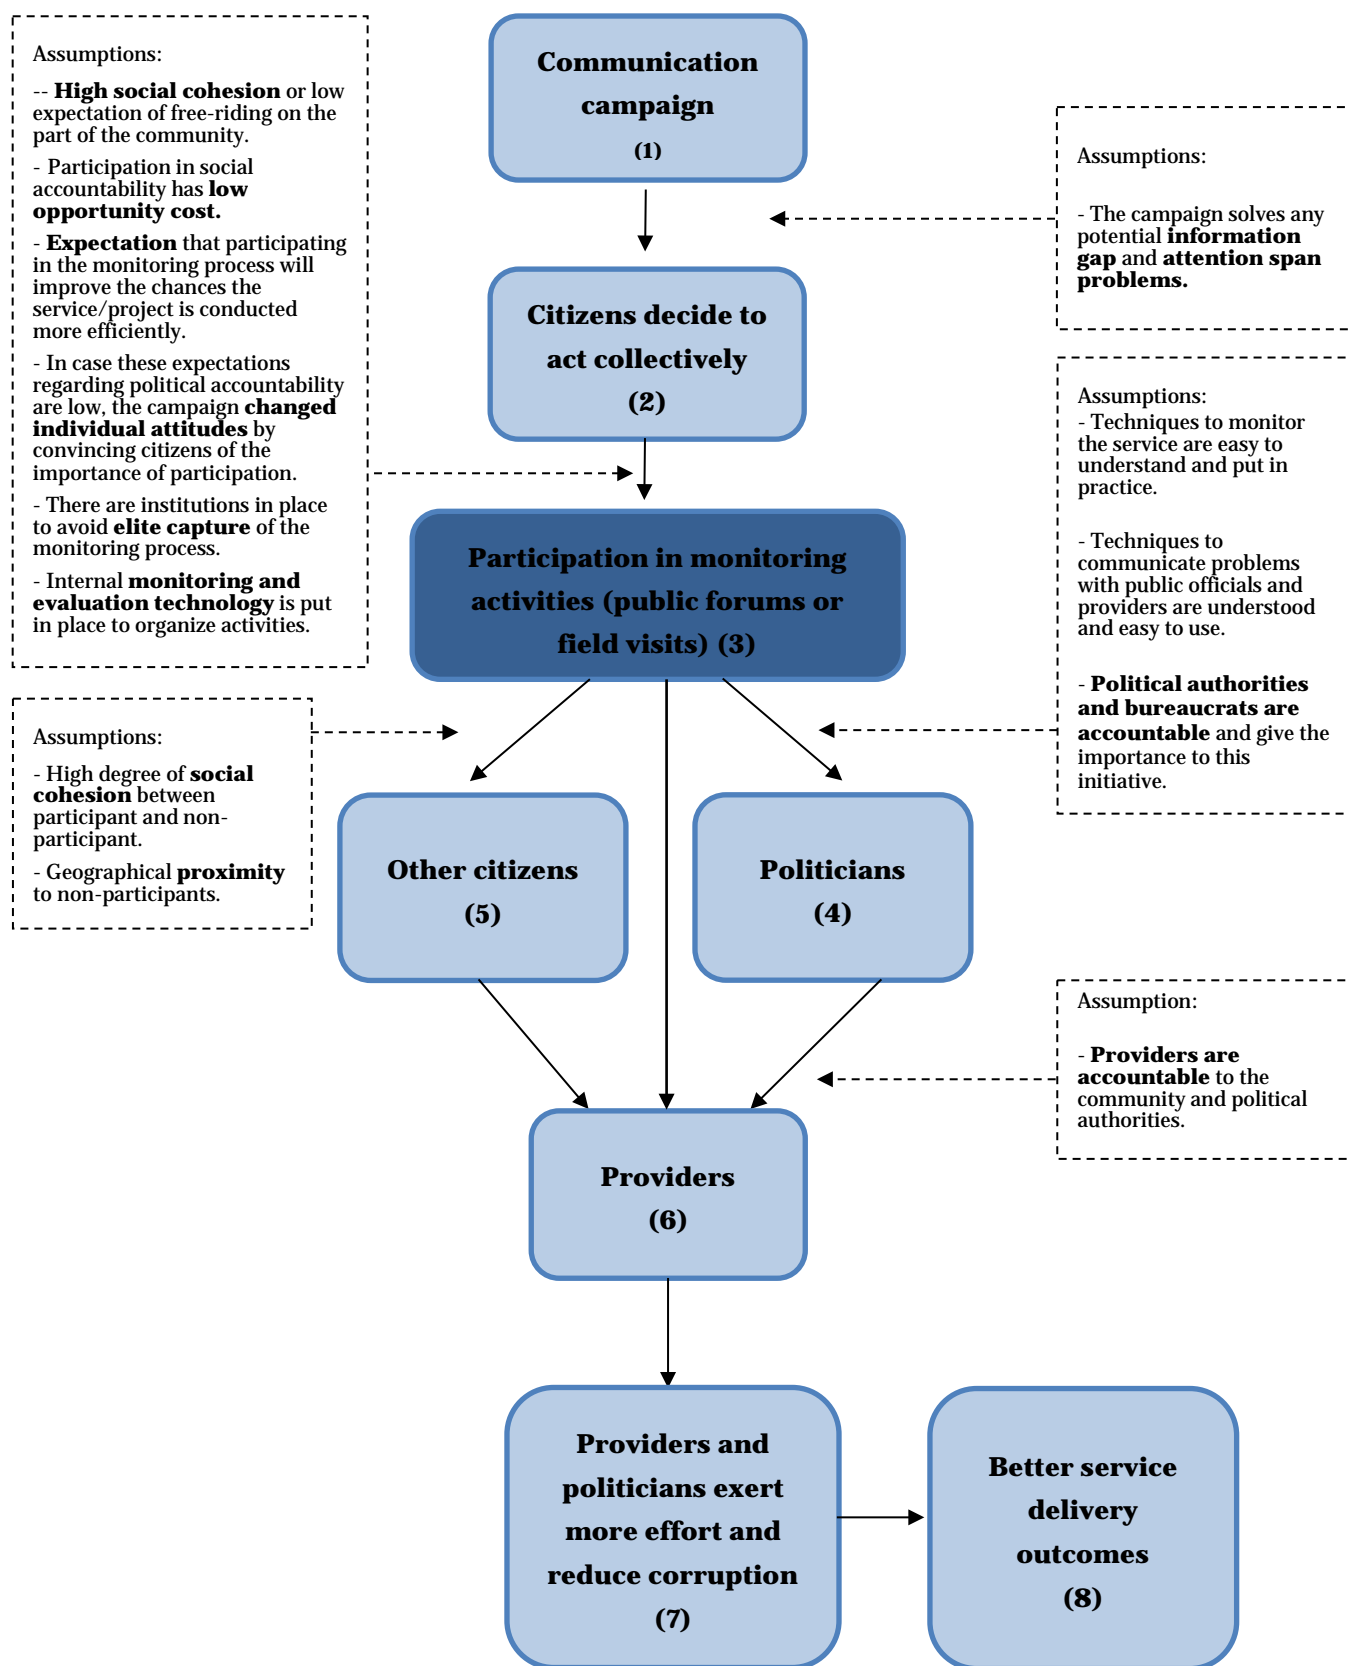 Assumptions:
-- High social cohesion or low
expectation of free-riding on the
part of the community.
- Participation in social
accountability has low
opportunity cost.
- Expectation that participating
in the monitoring process will
improve the chances the
service/project is conducted
more efficiently.
- In case these expectations
regarding political accountability
are low, the campaign changed
individual attitudes by
convincing citizens of the
importance of participation.
- There are institutions in place
to avoid elite capture of the
monitoring process.
- Internal monitoring and
evaluation technology is put
in place to organize activities.
Communication
campaign
(1)
Assumptions:
- The campaign solves any
potential information
gap and attention span
problems.
Citizens decide to
act collectively
(2)
Assumptions:
- Techniques to monitor
the service are easy to
understand and put in
practice.
- Techniques to
communicate problems
with public officials and
providers are understood
and easy to use.
- Political authorities
and bureaucrats are
accountable and give the
importance to this
initiative.
Participation in monitoring
activities (public forums or
field visits) (3)
Assumptions:
- High degree of social
cohesion between
participant and non-
participant.
- Geographical proximity
to non-participants.
Other citizens
(5)
Politicians
(4)
Assumption:
- Providers are
accountable to the
community and political
authorities.
Providers
(6)
Providers and
politicians exert
more effort and
reduce corruption
(7)
Better service
delivery
outcomes
(8)